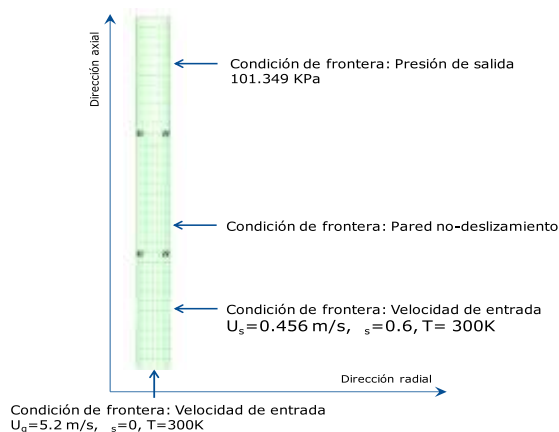 Dirección axial
Condición de frontera: Presión de salida
101.349 KPa
Condición de frontera: Pared no-deslizamiento
Condición de frontera: Velocidad de entrada
Us=0.456 m/s, s=0.6, T= 300K
Dirección radial
Condición de frontera: Velocidad de entrada
Ug=5.2 m/s, s=0, T=300K